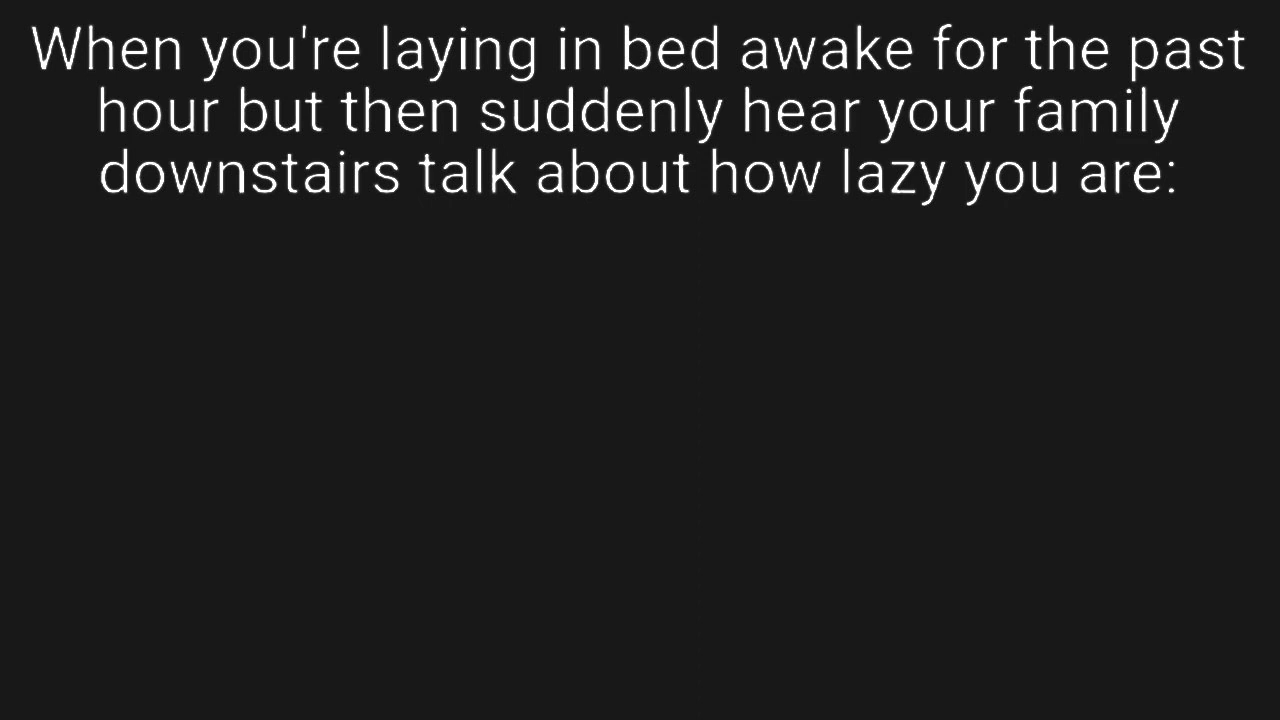 When you're laying in bed awake for the past
hour but then suddenly hear your family
downstairs talk about how lazy you are: